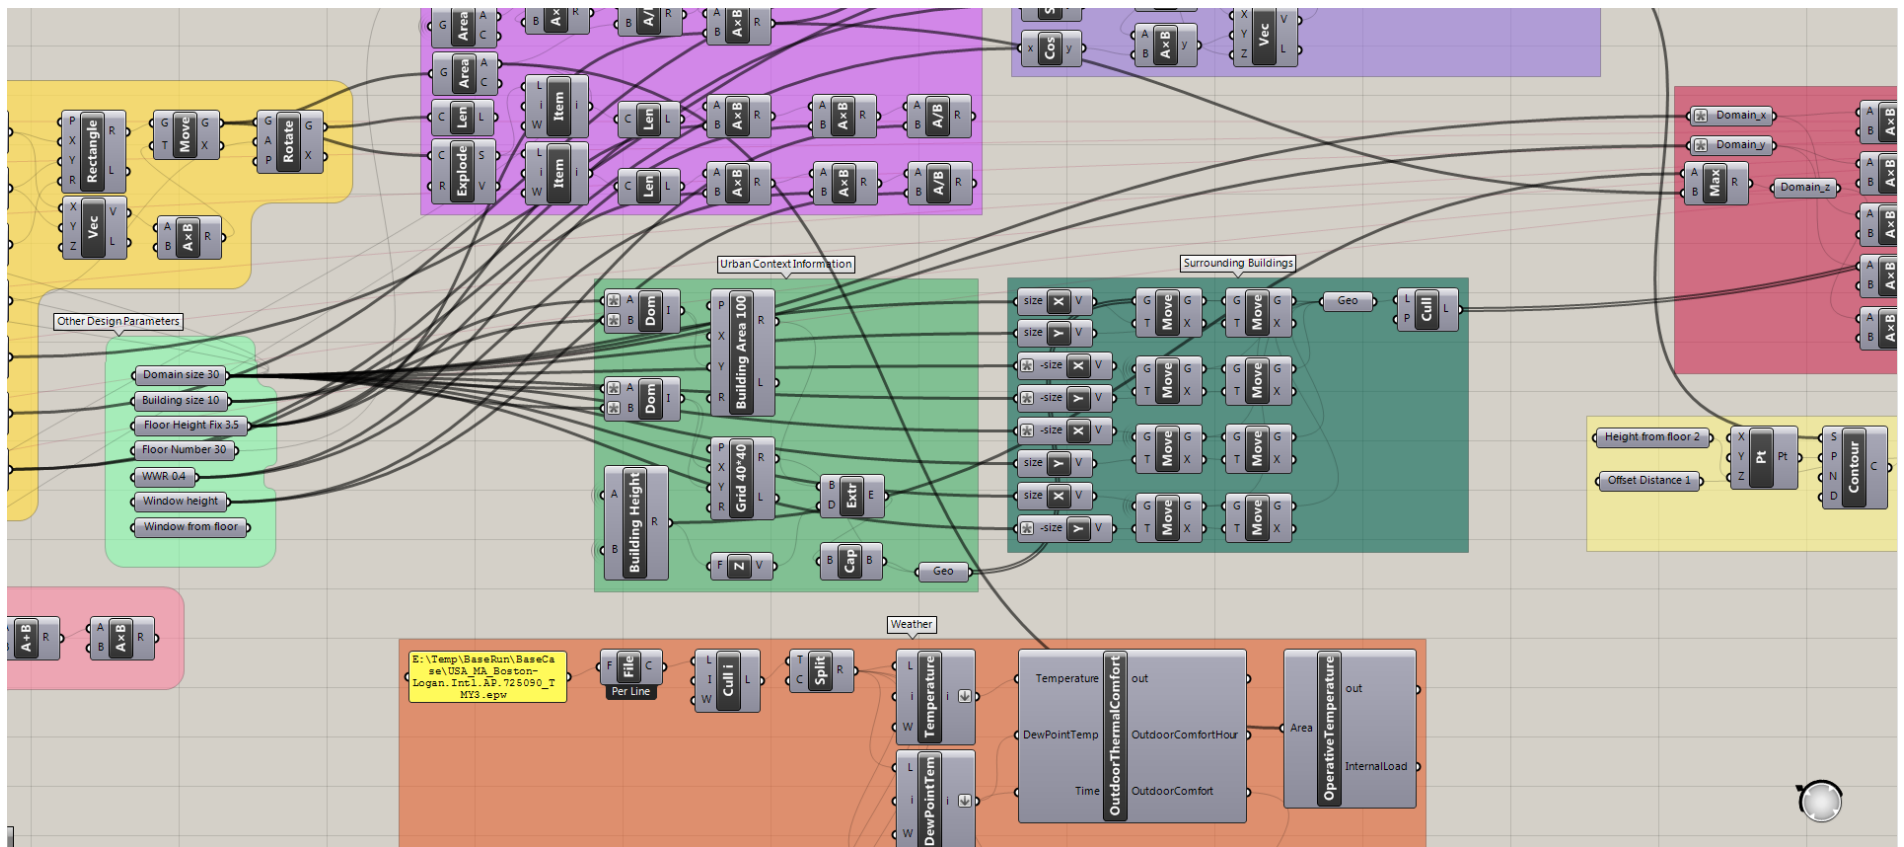 Area
G
A
C
A×B
B
R
A/B
B
R
A×B
B
R
Area
G
A
C
Len
C
L
Explode
C
R
S
V
Item
L
i
W
i
Item
L
i
W
i
Len
C
L
Len
C
L
A×B
A
B
R
A×B
A
B
R
A/B
A
B
R
A×B
A
B
R
A×B
A
B
R
A/B
A
B
R
Cos
x
y
A×B
A
B
y
Vec
X
Y
Z
V
L
Rectangle
P
X
Y
R
R
L
Move
G
T
G
X
Rotate
G
A
P
G
X
Vec
X
Y
Z
V
L
A×B
A
B
R
Domain_x
Domain_y
Max
A
B
R
Domain_z
A
B
A×B
A
B
A×B
A
B
A×B
A
B
A×B
A
B
A×B
Other Design Parameters
Domain size 30
Building size 10
Floor Height Fix 3.5
Floor Number 30
WWR 0.4
Window height
Window from floor
Urban Context Information
Dom
A
B
I
Building Area 100
P
X
Y
R
R
L
Dom
A
B
I
Grid 40*40
P
X
Y
R
R
L
Building Height
A
B
R
Extr
B
D
E
Z
F
V
Cap
B
B
Geo
Surrounding Buildings
size X V
size Y V
-size X V
-size Y V
-size X V
size Y V
size X V
-size Y V
Move
G
T
G
X
Move
G
T
G
X
Move
G
T
G
X
Move
G
T
G
X
Move
G
T
G
X
Move
G
T
G
X
Move
G
T
G
X
Move
G
T
G
X
Geo
Cull
L
P
L
Height from floor 2
Offset Distance 1
Pt
X
Y
Z
Pt
Contour
S
P
N
D
C
A+B
R
A×B
A
B
R
Weather
E:\Temp\BaseRun\BaseCa
se\USA_MA_Boston-
Logan.Intl.AP.725090_T
MY3.epw
File
F
C
Per Line
Cull i
L
I
W
L
Split
T
C
R
Temperature
L
i
W
i
DewPointTem
L
i
W
i
OutdoorThermalComfort
Temperature
DewPointTemp
Time
out
OutdoorComfortHour
OutdoorComfort
OperativeTemperature
Area
out
InternalLoad